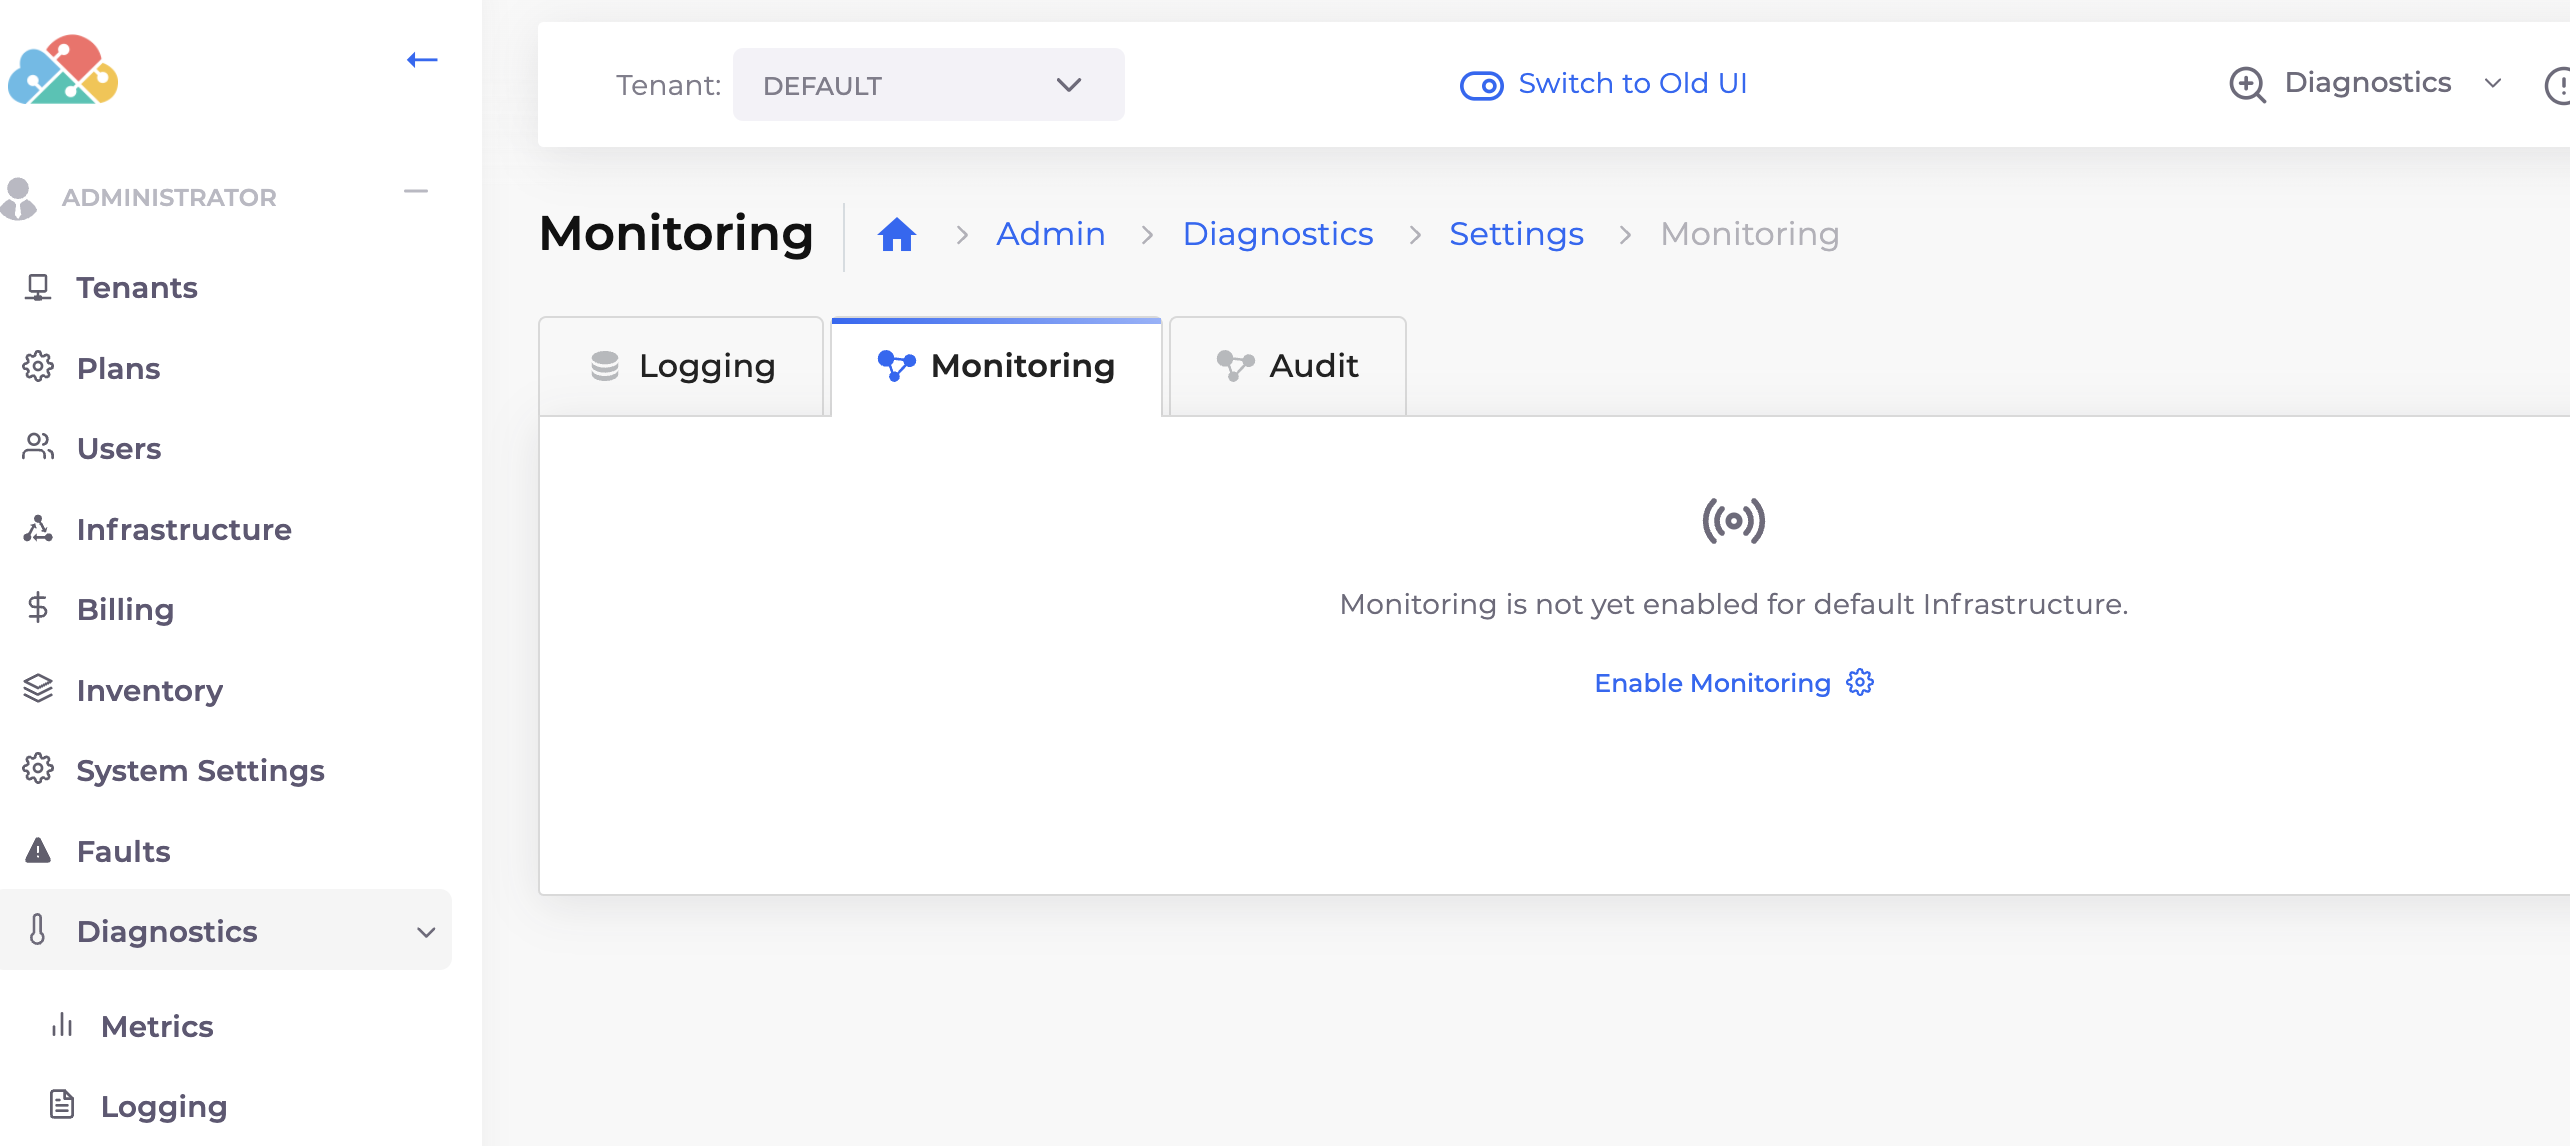 Tenant: DEFAULT
Switch to Old UI
Diagnostics
ADMINISTRATOR
Tenants
Plans
Users
Infrastructure
Billing
Inventory
System Settings
Faults
Diagnostics
Metrics
Logging
Monitoring
Admin > Diagnostics > Settings > Monitoring
Logging
Monitoring
Audit
Monitoring is not yet enabled for default Infrastructure.
Enable Monitoring